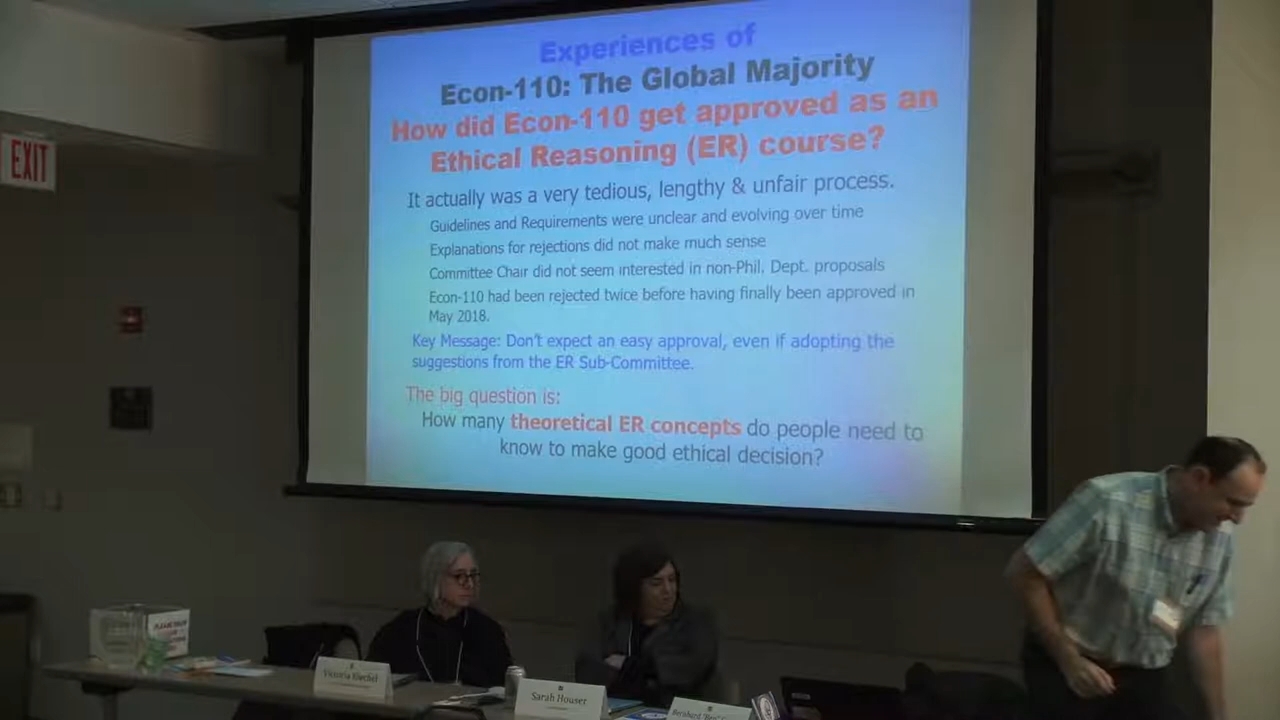 Experiences of
Econ-110: The Global Majority
How did Econ-110 get approved as an
Ethical Reasoning (ER) course?
It actually was a very tedious, lengthy & unfair process.
Guidelines and Requirements were unclear and evolving over time
Explanations for rejections did not make much sense
Committee Chair did not seem interested in non-Phil. Dept. proposals
Econ-110 had been rejected twice before having finally been approved in
May 2018.
Key Message: Don't expect an easy approval, even if adopting the
suggestions from the ER Sub-Committee.
The big question is:
How many theoretical ER concepts do people need to
know to make good ethical decision?
EXIT
PLEASE
Victoria Kiechel
Sarah Houser
Bernhard "Ben"